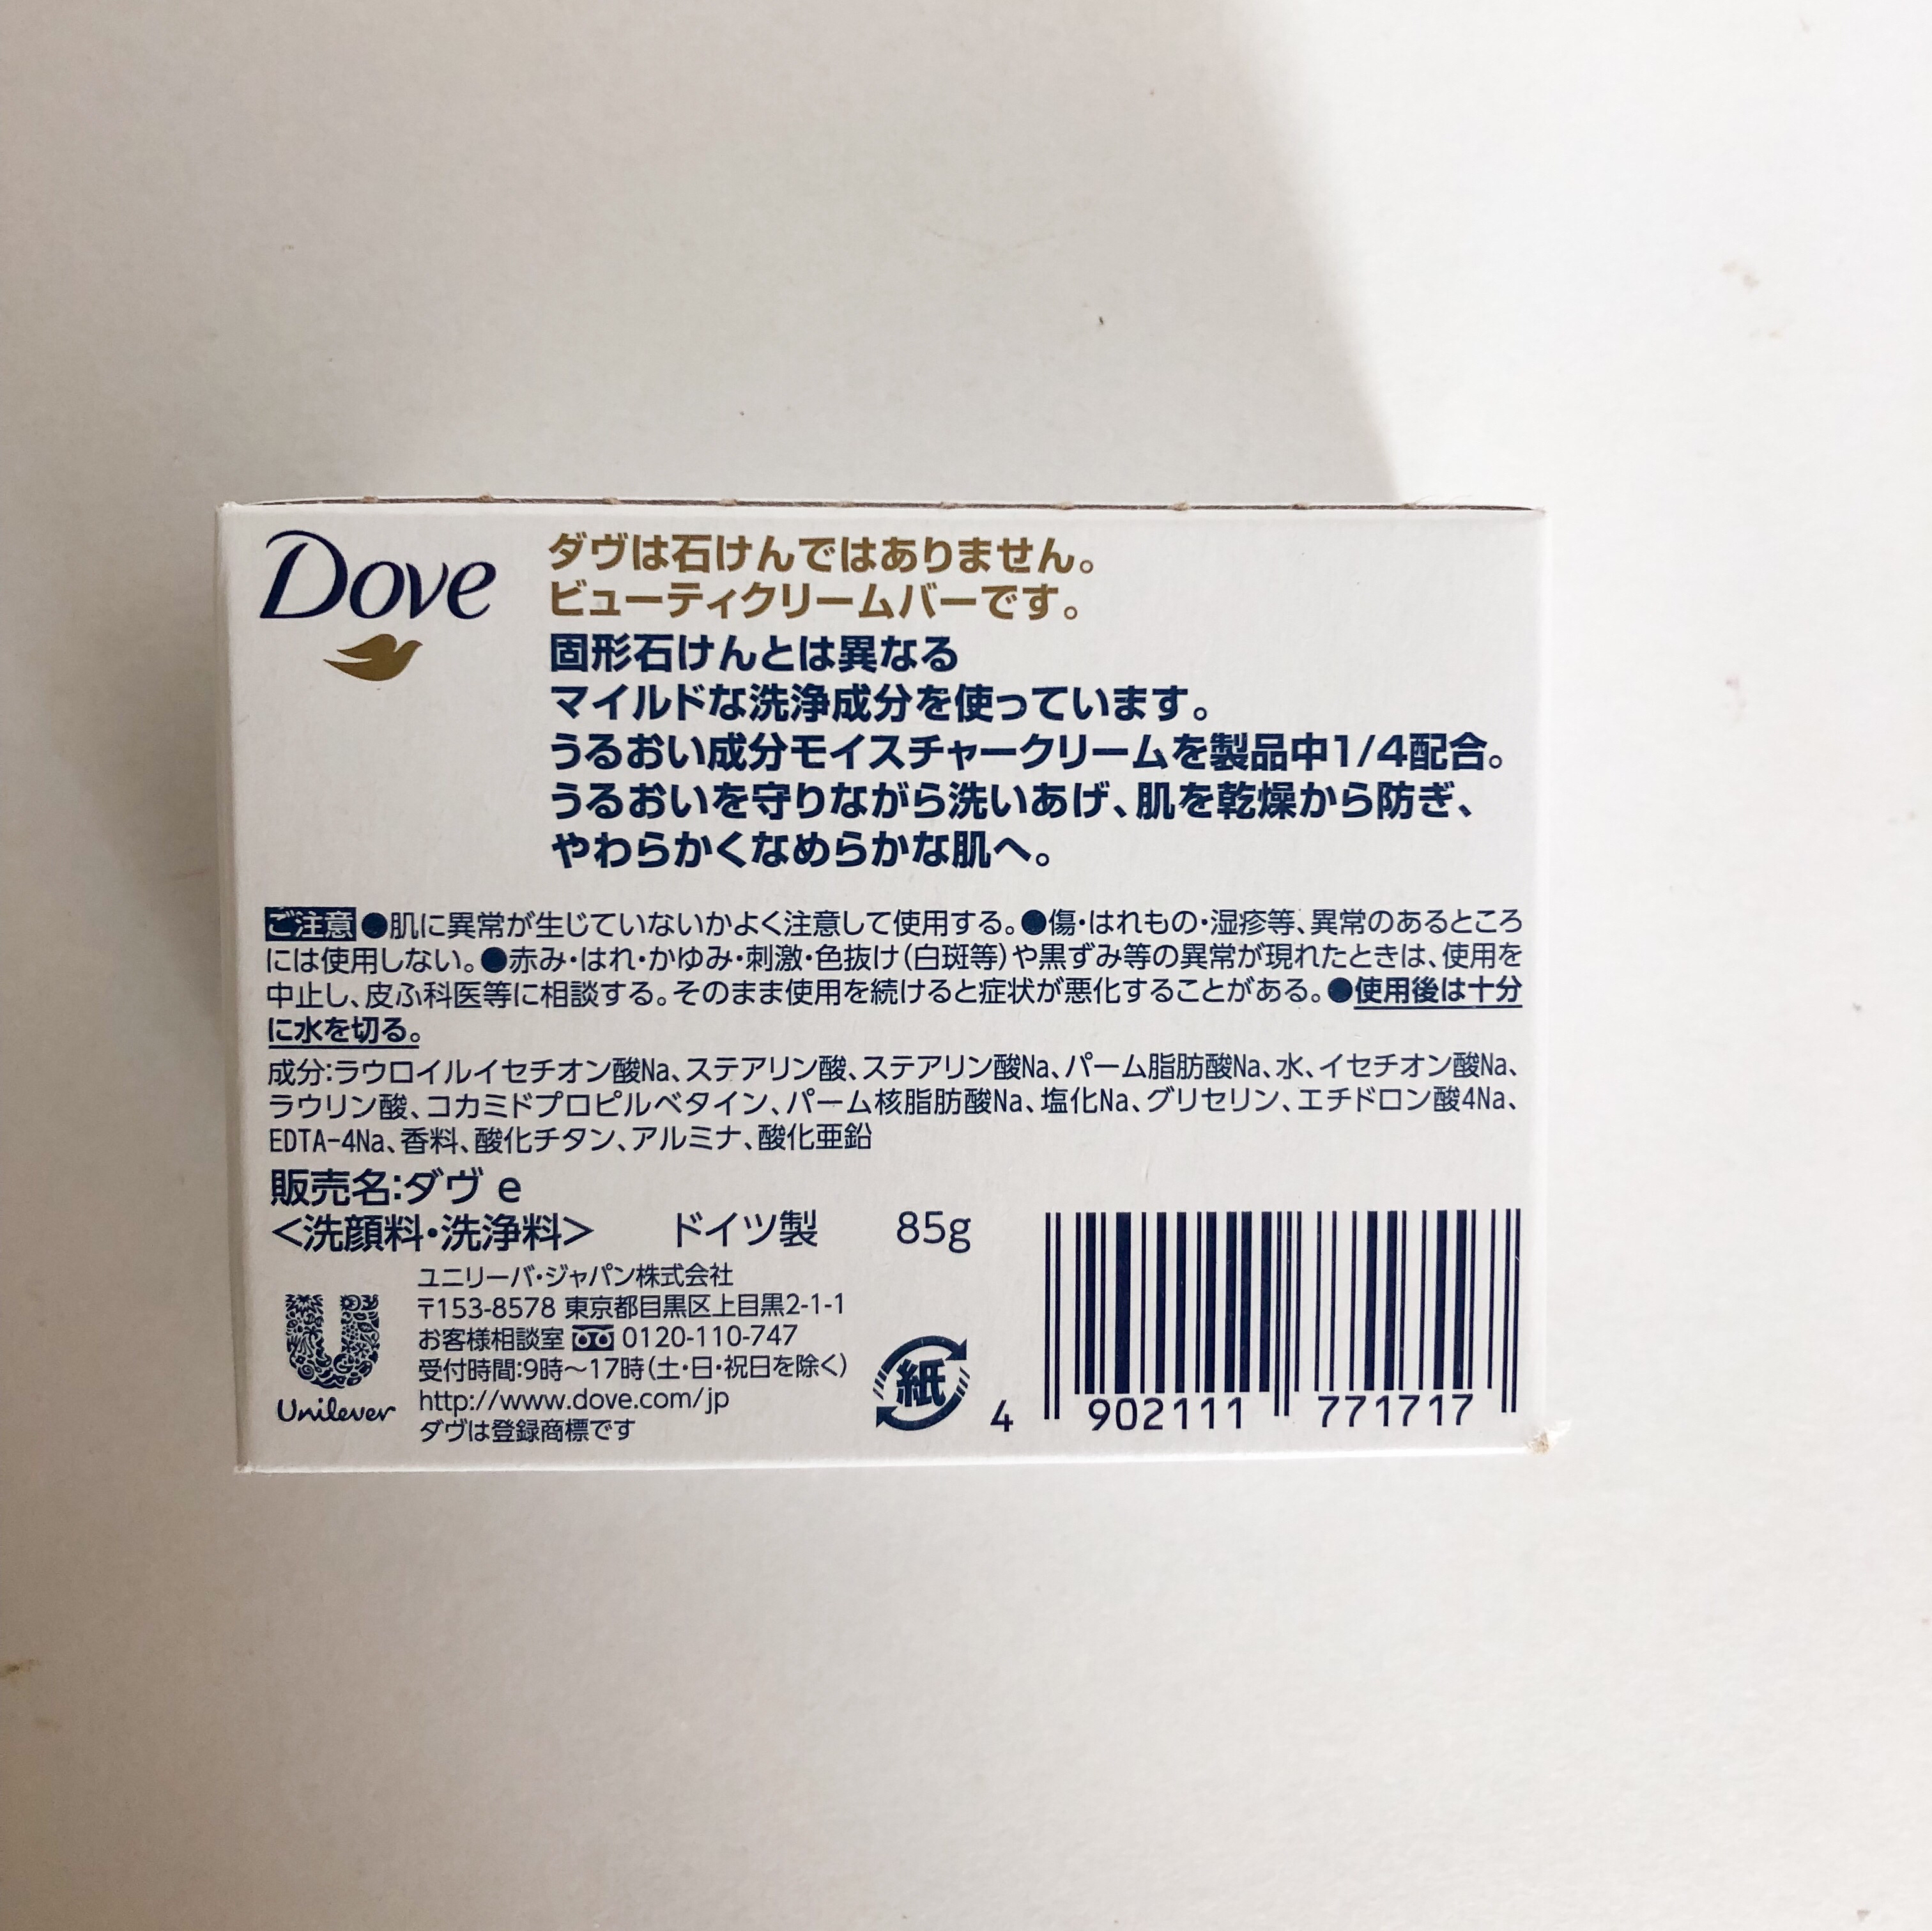 Dove
ダヴは石けんではありません。
ビューティクリームバーです。
固形石けんとは異なる
マイルドな洗浄成分を使っています。
うるおい成分モイスチャークリームを製品中1/4配合。
うるおいを守りながら洗いあげ、肌を乾燥から防ぎ、
やわらかくなめらかな肌へ。
ご注意 ●肌に異常が生じていないかよく注意して使用する。●傷・はれもの・湿疹等、異常のあるところ
には使用しない。●赤み・はれ・かゆみ・刺激・色抜け(白斑等)や黒ずみ等の異常が現れたときは、使用を
中止し、皮ふ科医等に相談する。そのまま使用を続けると症状が悪化することがある。●使用後は十分
に水を切る。
成分:ラウロイルイセチオン酸Na、ステアリン酸、ステアリン酸Na、パーム脂肪酸Na、水、イセチオン酸Na、
ラウリン酸、コカミドプロピルベタイン、パーム核脂肪酸Na、塩化Na、グリセリン、エチドロン酸4Na、
EDTA-4Na、香料、酸化チタン、アルミナ、酸化亜鉛
販売名:ダヴ e
<洗顔料・洗浄料> ドイツ製 85g
ユニリーバ・ジャパン株式会社
〒153-8578 東京都目黒区上目黒2-1-1
お客様相談室 0120-110-747
受付時間:9時~17時(土・日・祝日を除く)
http://www.dove.com/jp
ダヴは登録商標です
Unilever
紙
4 902111 771717